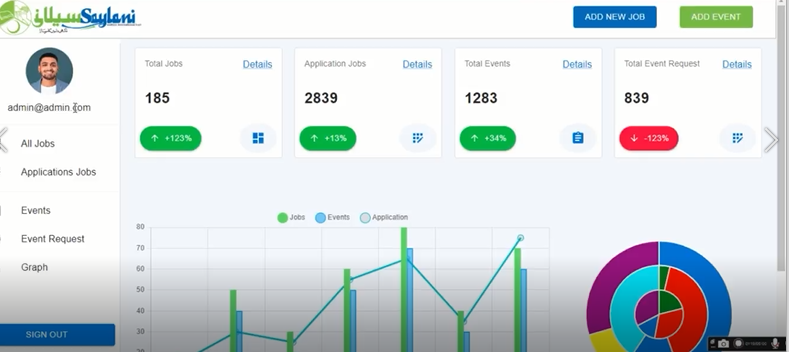 سیلانی Saylani
ADD NEW JOB
ADD EVENT
admin@admin.com
All Jobs
Applications Jobs
Events
Event Request
Graph
SIGN OUT
Total Jobs Details
185
+123%
Application Jobs Details
2839
+13%
Total Events Details
1283
+34%
Total Event Request Details
839
-123%
Jobs Events Application
80
70
60
50
40
30
20